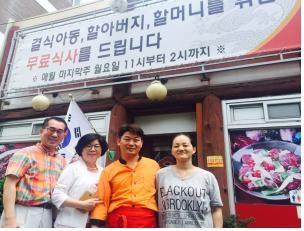 결식아동, 할아버지, 할머니를 위한
무료식사를 드립니다
※ 매월 마지막주 월요일 11시부터 2시까지 ※
FLACKOUT